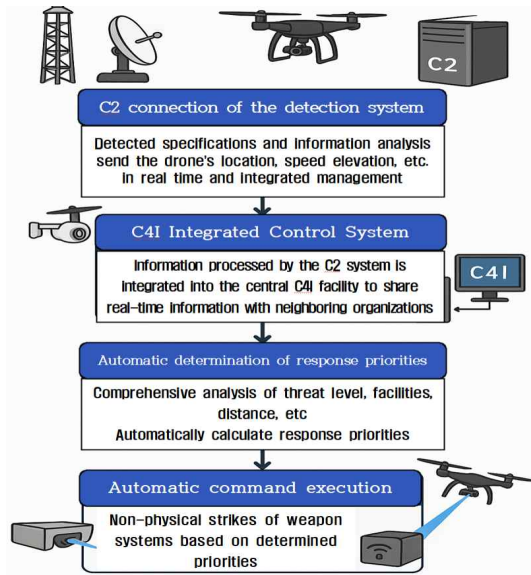 C2
C2 connection of the detection system
Detected specifications and information analysis
send the drone's location, speed elevation, etc.
in real time and integrated management
C4I Integrated Control System
Information processed by the C2 system is
integrated into the central C4I facility to share
real-time information with neighboring organizations
C4I
Automatic determination of response priorities
Comprehensive analysis of threat level, facilities,
distance, etc
Automatically calculate response priorities
Automatic command execution
Non-physical strikes of weapon
systems based on determined
priorities